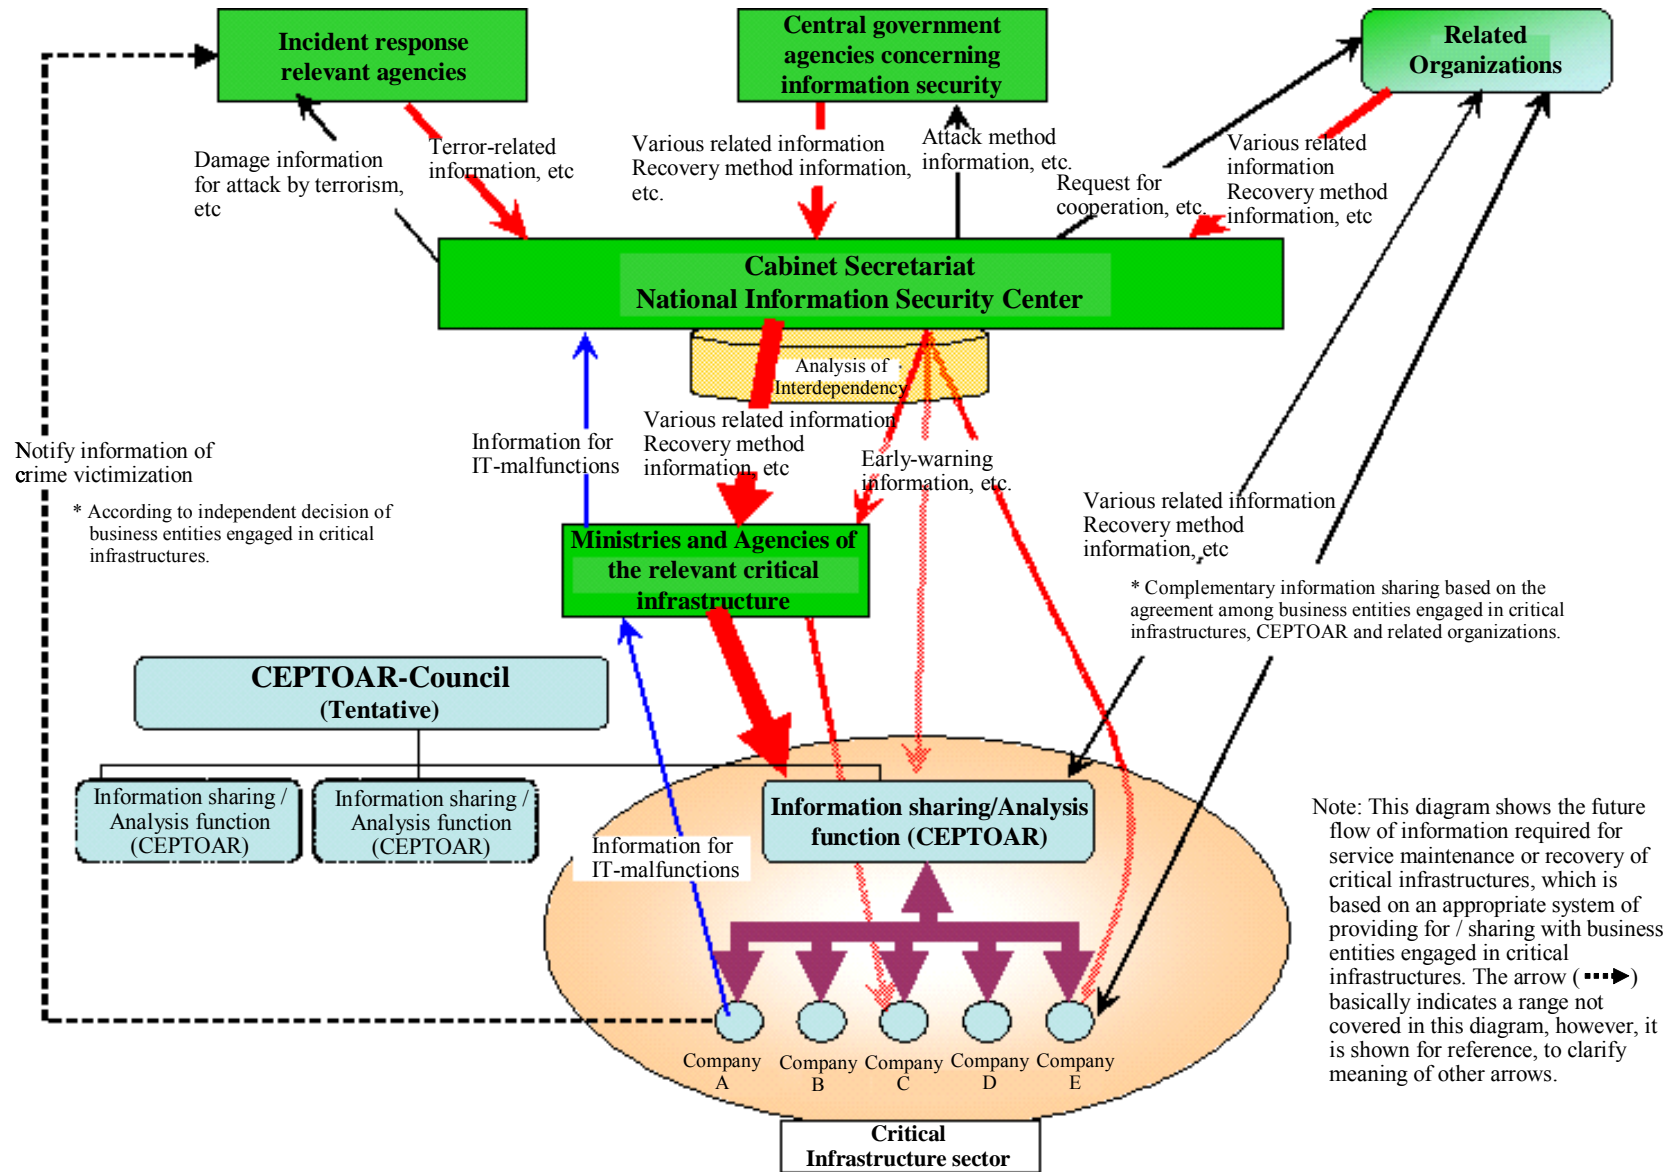 Incident response
relevant agencies
Central government
agencies concerning
information security
Related
Organizations
Damage information
for attack by terrorism,
etc
Terror-related
information, etc
Various related information
Recovery method information,
etc.
Attack method
information, etc.
Request for
cooperation, etc.
Various related
information
Recovery method
information, etc
Cabinet Secretariat
National Information Security Center
Analysis of
Interdependency
Notify information of
crime victimization
* According to independent decision of
business entities engaged in critical
infrastructures.
Information for
IT-malfunctions
Various related information
Recovery method
information, etc
Early-warning
information, etc.
Various related information
Recovery method
information, etc
* Complementary information sharing based on the
agreement among business entities engaged in critical
infrastructures, CEPTOAR and related organizations.
Ministries and Agencies of
the relevant critical
infrastructure
CEPTOAR-Council
(Tentative)
Information sharing /
Analysis function
(CEPTOAR)
Information sharing /
Analysis function
(CEPTOAR)
Information sharing/Analysis
function (CEPTOAR)
Information for
IT-malfunctions
Company
A
Company
B
Company
C
Company
D
Company
E
Critical
Infrastructure sector
Note: This diagram shows the future
flow of information required for
service maintenance or recovery of
critical infrastructures, which is
based on an appropriate system of
providing for / sharing with business
entities engaged in critical
infrastructures. The arrow ( )
basically indicates a range not
covered in this diagram, however, it
is shown for reference, to clarify
meaning of other arrows.